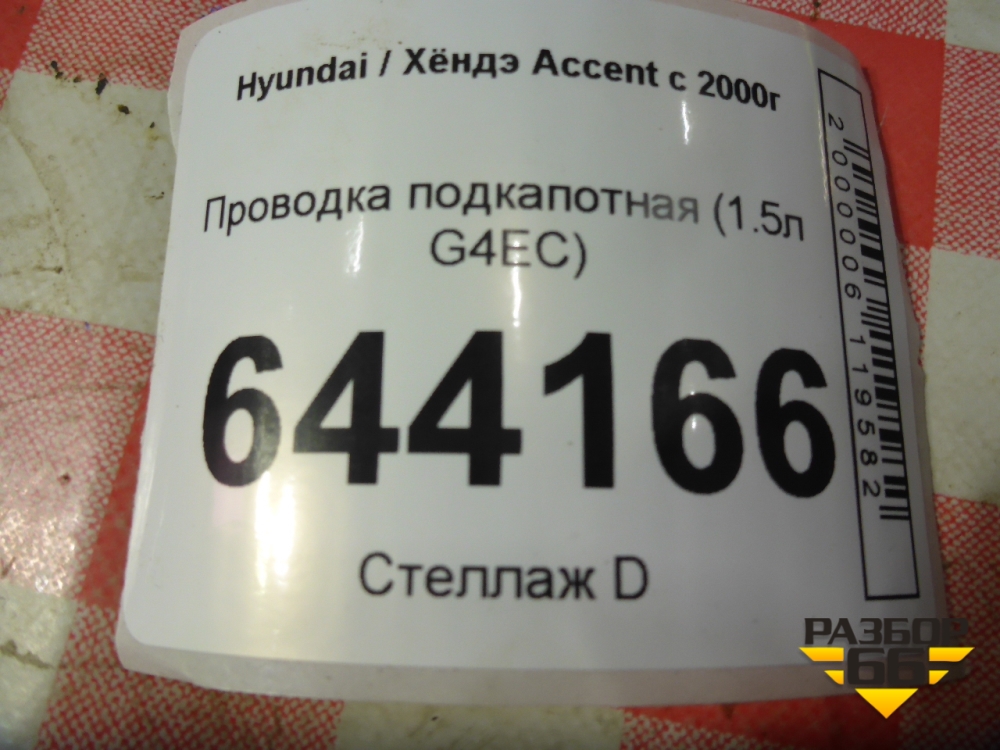 Hyundai / Хёндэ Accent с 2000г
Проводка подкапотная (1.5л
G4EC)
644166
Стеллаж D
2000006119582
РАЗБОР
66